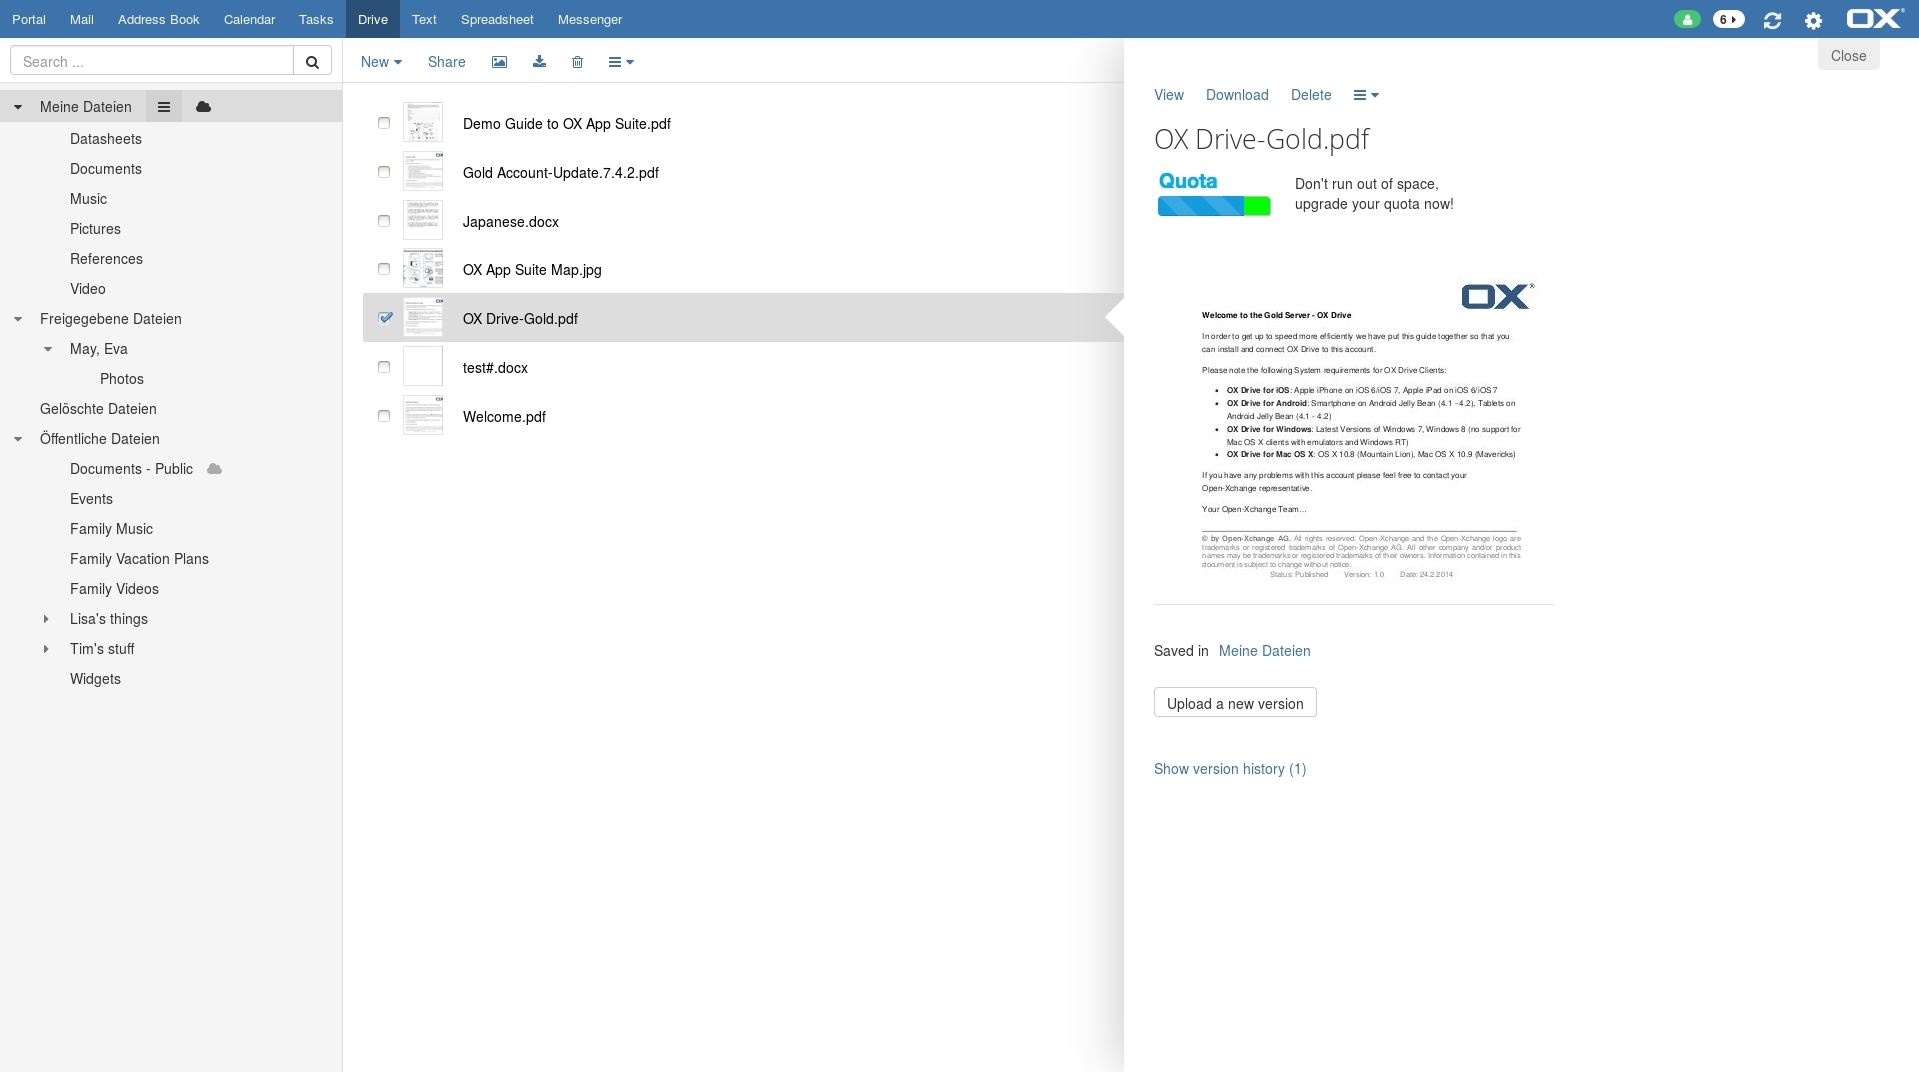 Portal Mail Address Book Calendar Tasks Drive Text Spreadsheet Messenger 6 OX
Search ...
Meine Dateien
Datasheets
Documents
Music
Pictures
References
Video
Freigegebene Dateien
May, Eva
Photos
Gelöschte Dateien
Öffentliche Dateien
Documents - Public
Events
Family Music
Family Vacation Plans
Family Videos
Lisa's things
Tim's stuff
Widgets
New Share
Demo Guide to OX App Suite.pdf
Gold Account-Update.7.4.2.pdf
Japanese.docx
OX App Suite Map.jpg
OX Drive-Gold.pdf
test#.docx
Welcome.pdf
Close
View Download Delete
OX Drive-Gold.pdf
Quota
Don't run out of space,
upgrade your quota now!
OX®
Welcome to the Gold Server - OX Drive
In order to get up to speed more efficiently we have put this guide together so that you
can install and connect OX Drive to this account.
Please note the following System requirements for OX Drive Clients:
• OX Drive for iOS: Apple iPhone on iOS 6/iOS 7, Apple iPad on iOS 6/iOS 7
• OX Drive for Android: Smartphone on Android Jelly Bean (4.1 - 4.2), Tablets on
Android Jelly Bean (4.1 - 4.2)
• OX Drive for Windows: Latest Versions of Windows 7, Windows 8 (no support for
Mac OS X clients with emulators and Windows RT)
• OX Drive for Mac OS X: OS X 10.8 (Mountain Lion), Mac OS X 10.9 (Mavericks)
If you have any problems with this account please feel free to contact your
Open-Xchange representative.
Your Open-Xchange Team...
© by Open-Xchange AG. All rights reserved. Open-Xchange and the Open-Xchange logo are
trademarks or registered trademarks of Open-Xchange AG. All other company and/or product
names may be trademarks or registered trademarks of their owners. Information contained in this
document is subject to change without notice.
Status: Published Version: 1.0 Date: 24.2.2014
Saved in Meine Dateien
Upload a new version
Show version history (1)